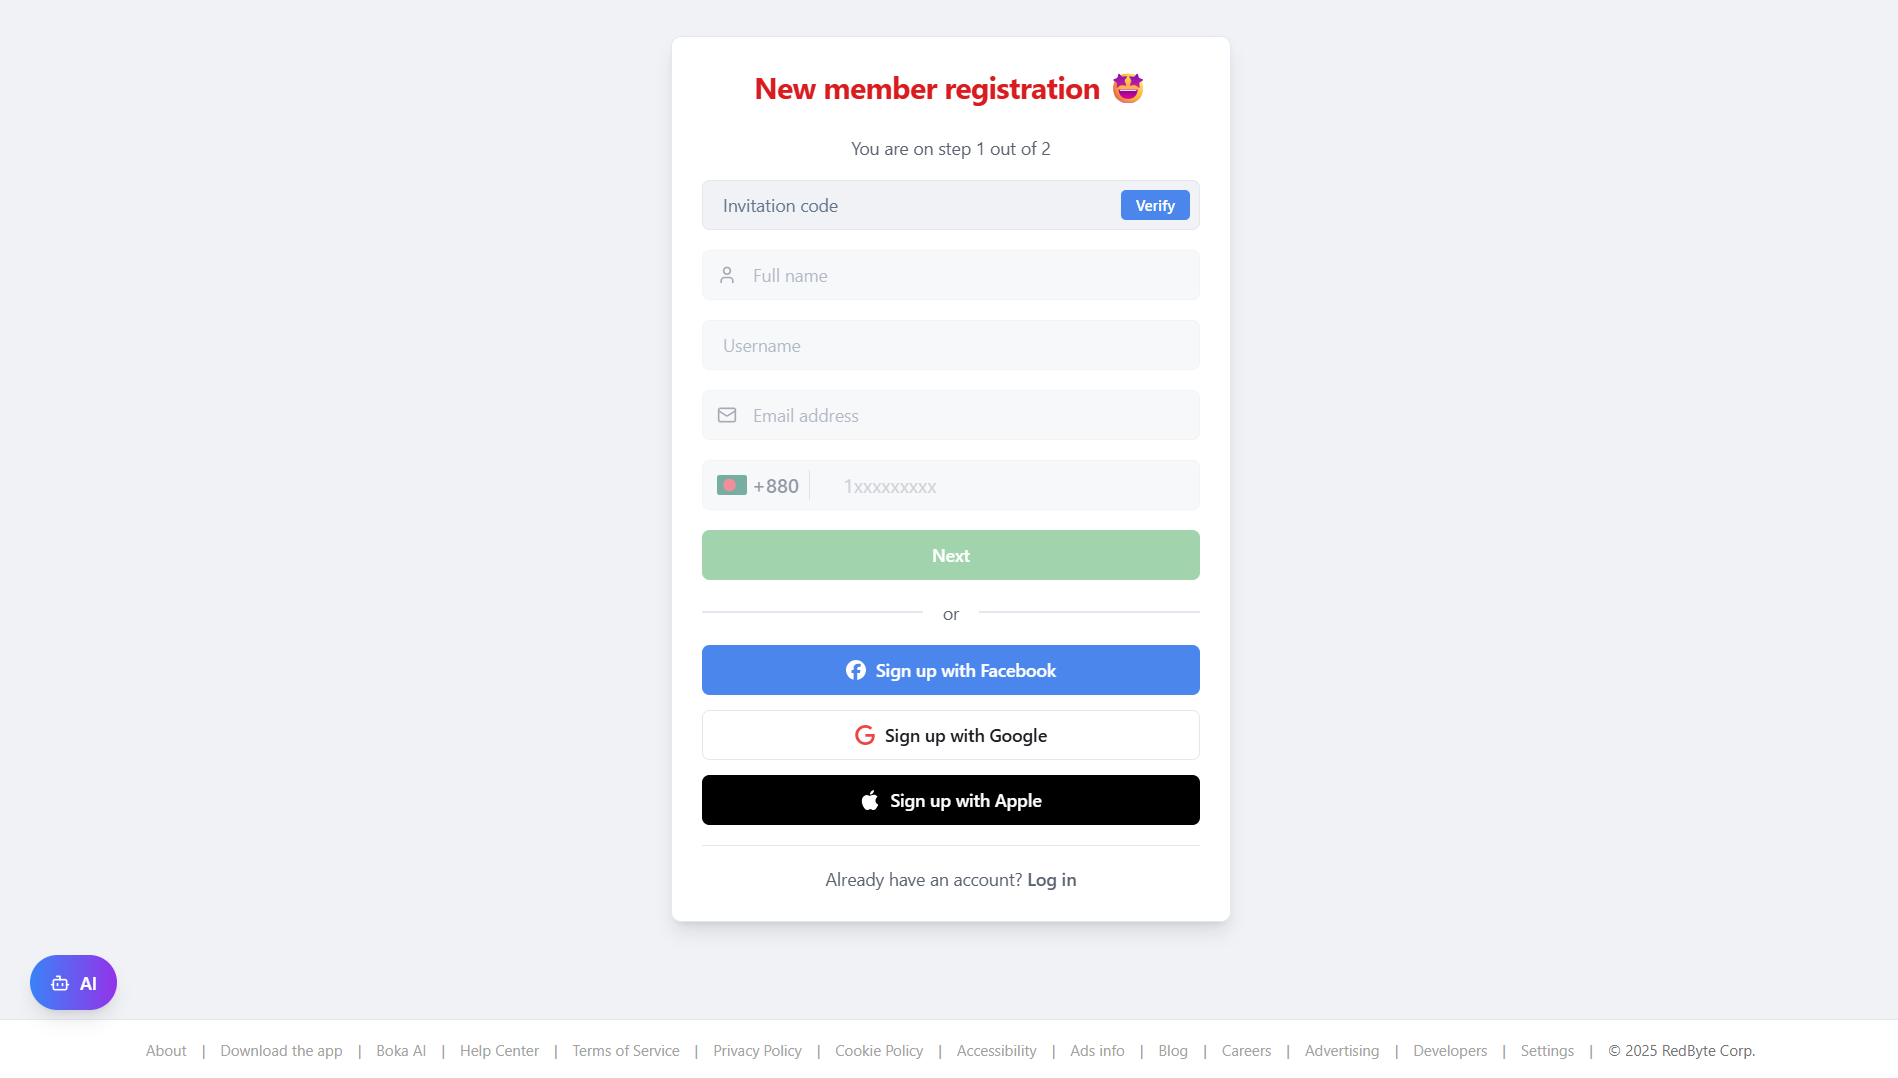 New member registration 🤩
You are on step 1 out of 2
Invitation code Verify
Full name
Username
Email address
+880 1xxxxxxxxx
Next
or
Sign up with Facebook
Sign up with Google
Sign up with Apple
Already have an account? Log in
AI
About | Download the app | Boka AI | Help Center | Terms of Service | Privacy Policy | Cookie Policy | Accessibility | Ads info | Blog | Careers | Advertising | Developers | Settings | © 2025 RedByte Corp.